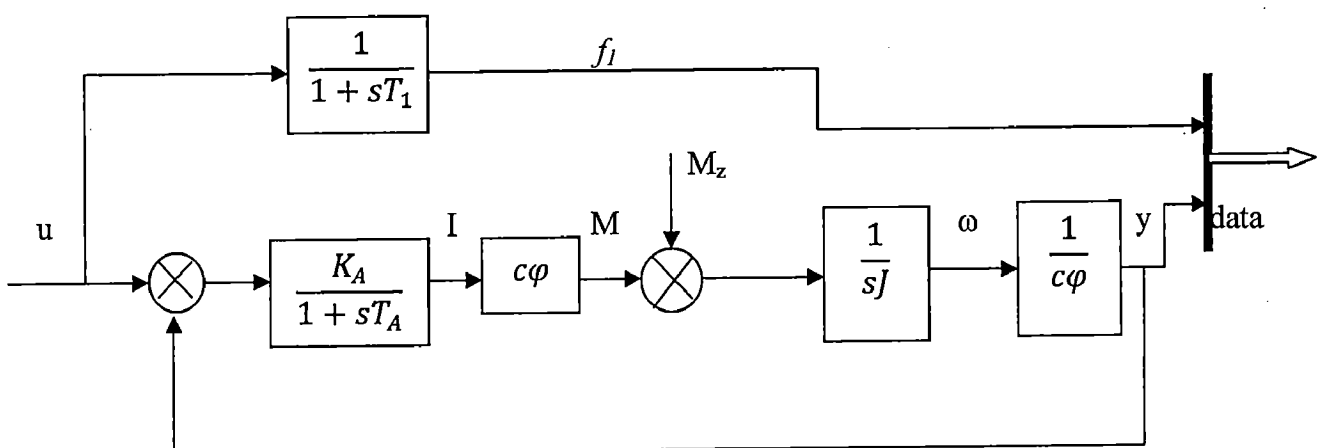 1
1 + sT₁
f₁
M_z
u
I
M
ω
y
data
K_A
1 + sT_A
cφ
1
sJ
1
cφ